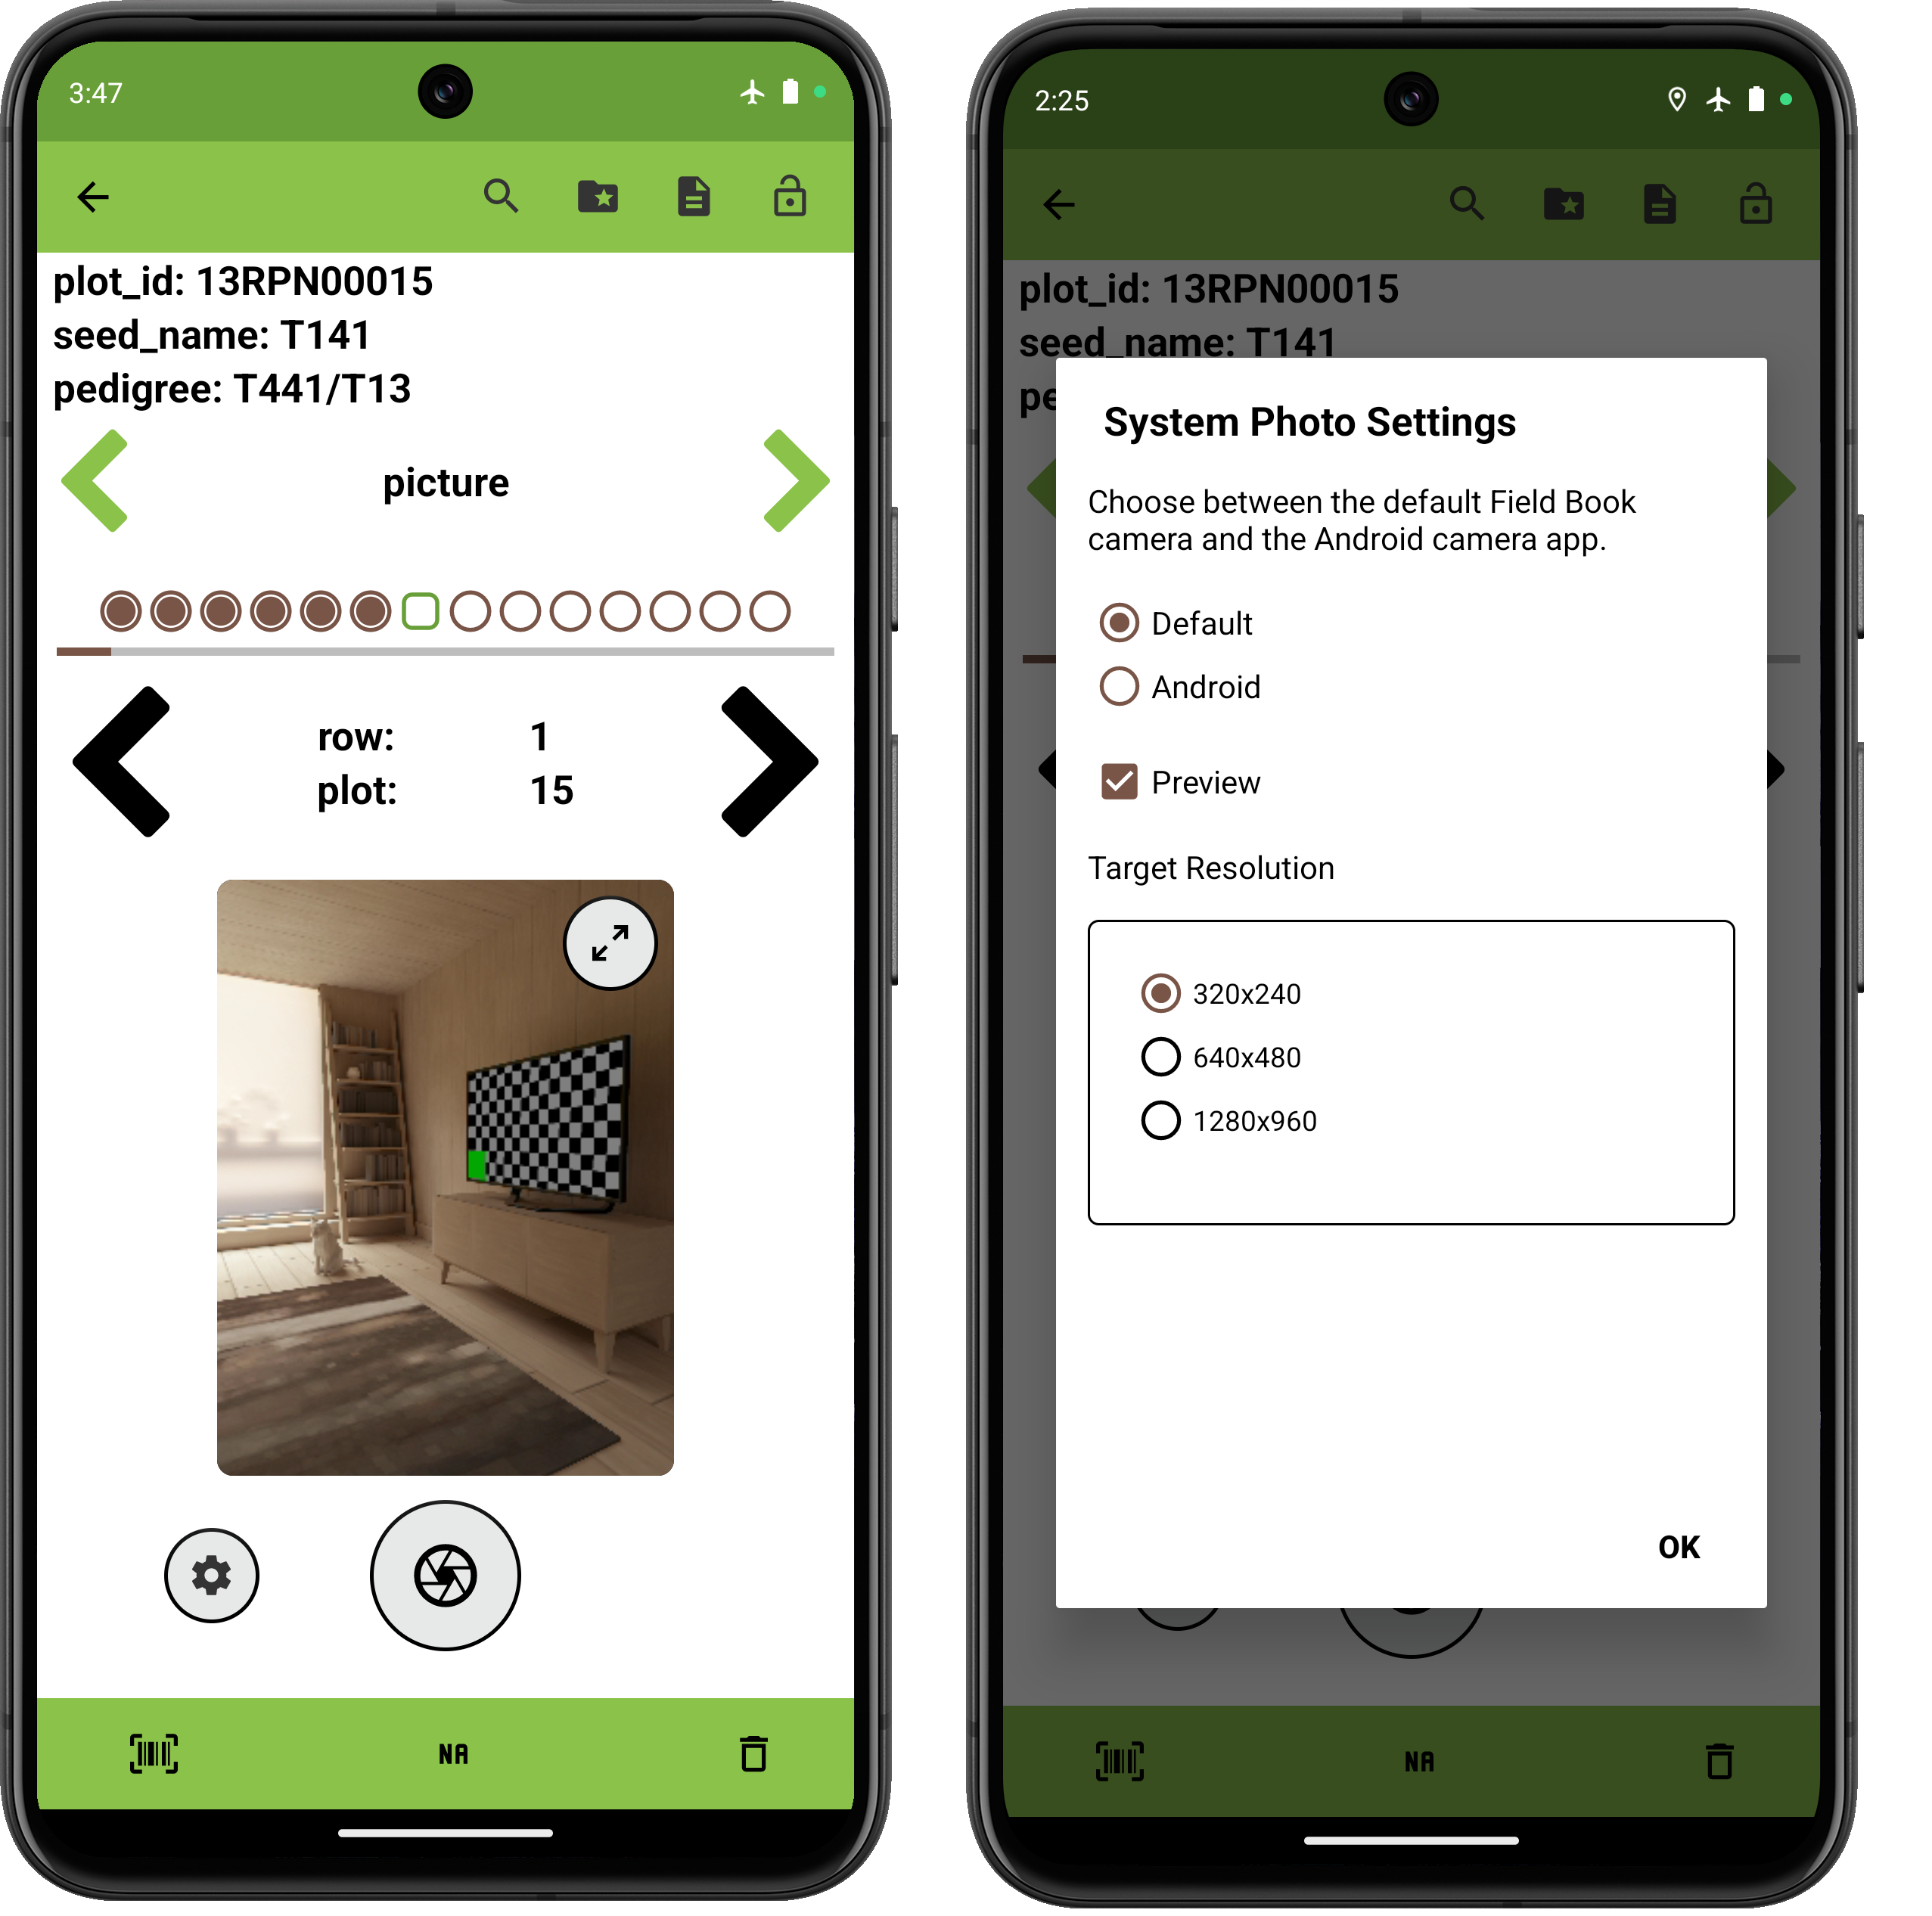 3:47
plot_id: 13RPN00015
seed_name: T141
pedigree: T441/T13
picture
row: 1
plot: 15
NA
2:25
plot_id: 13RPN00015
seed_name: T141
pe
System Photo Settings
Choose between the default Field Book
camera and the Android camera app.
Default
Android
Preview
Target Resolution
320x240
640x480
1280x960
OK
NA